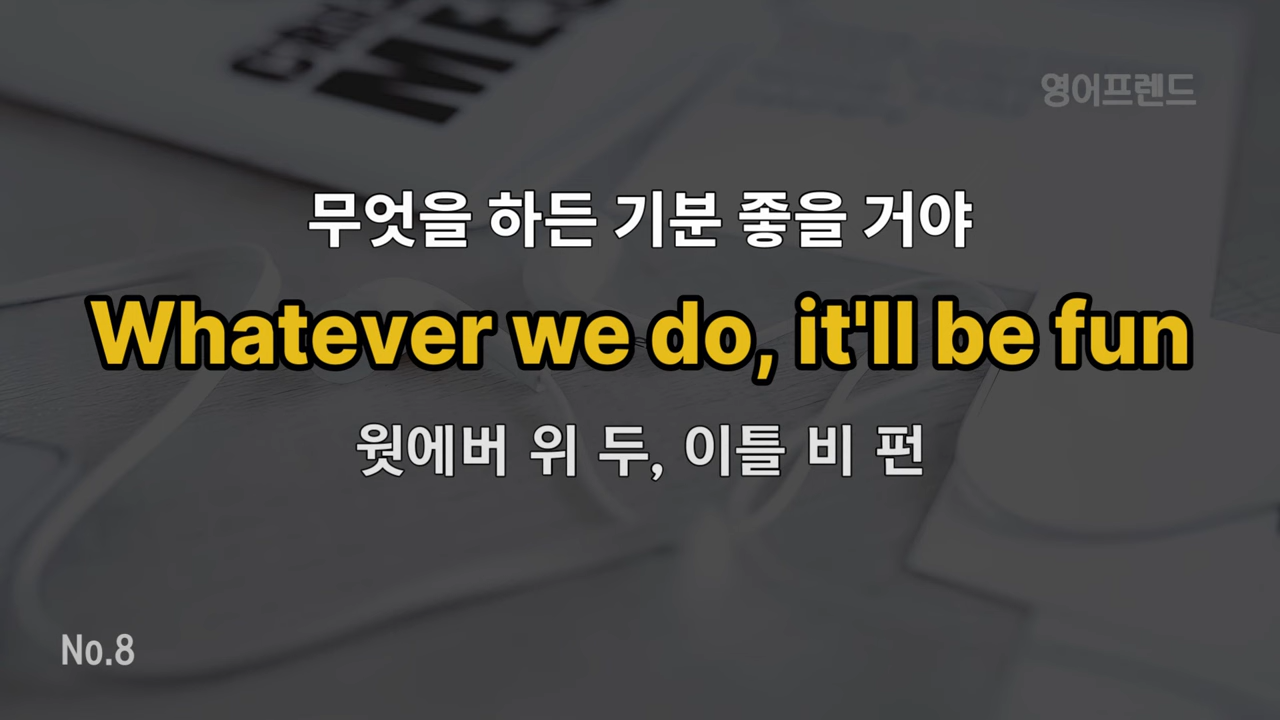 영어프렌드
무엇을 하든 기분 좋을 거야
Whatever we do, it'll be fun
윗에버 위 두, 이틀 비 펀
No.8